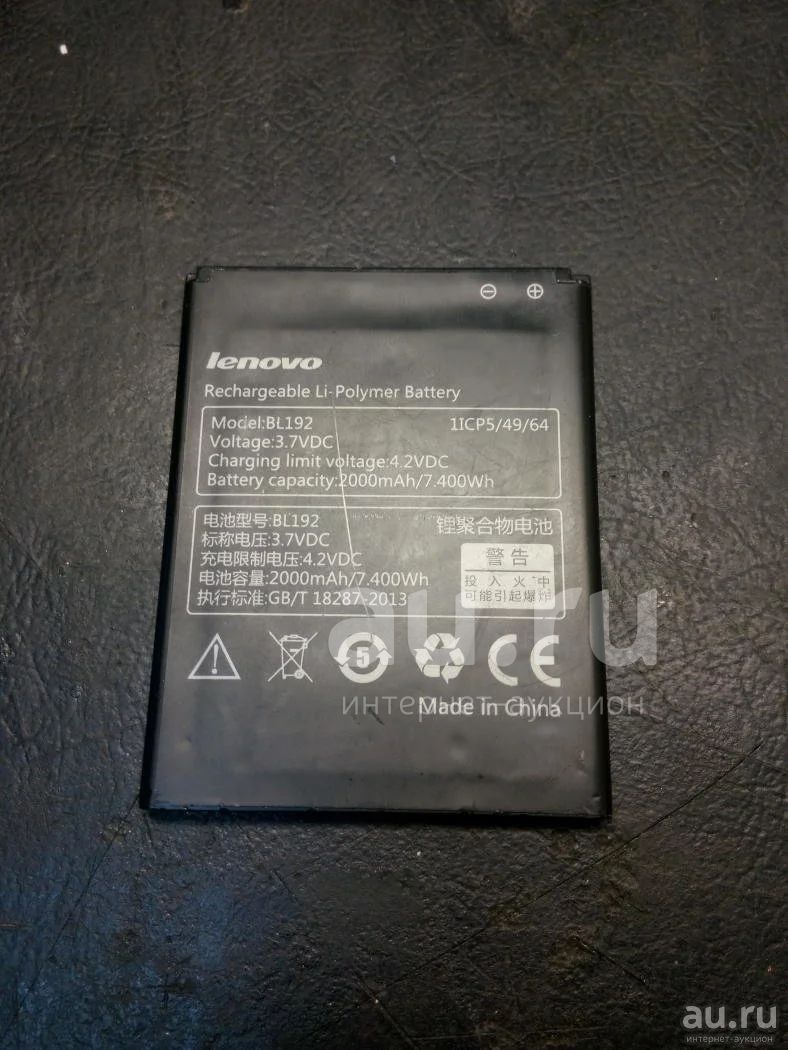 lenovo
Rechargeable Li-Polymer Battery
Model:BL192 1ICP5/49/64
Voltage:3.7VDC
Charging limit voltage:4.2VDC
Battery capacity:2000mAh/7.400Wh
电池型号:BL192 锂聚合物电池
标称电压:3.7VDC
充电限制电压:4.2VDC
电池容量:2000mAh/7.400Wh
执行标准:GB/T 18287-2013
警告
投入火中
可能引起爆炸
5
CE
Made in China
au.ru
интернет-аукцион
au.ru
интернет-аукцион